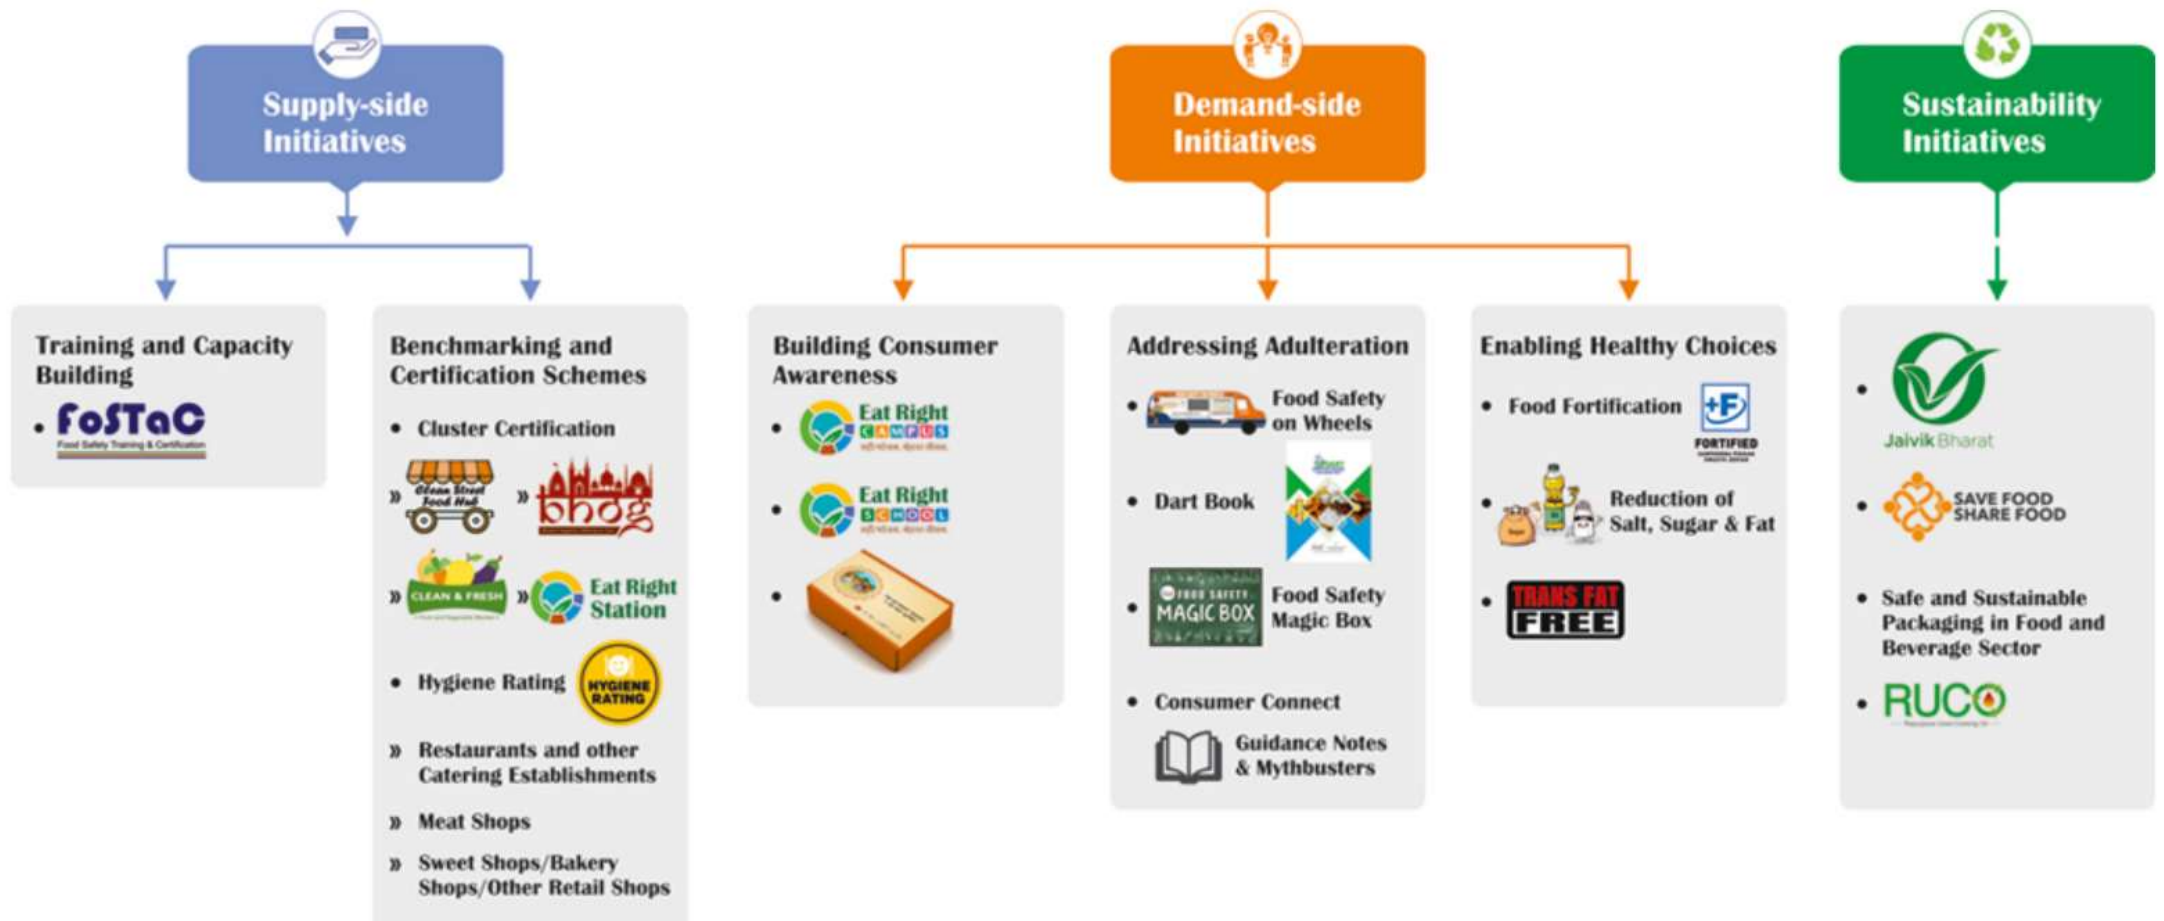 Supply-side
Initiatives
Demand-side
Initiatives
Sustainability
Initiatives
Training and Capacity
Building
FoSTaC
Food Safety Training & Certification
Benchmarking and
Certification Schemes
Cluster Certification
Clean Street
Food Hub
bhog
CLEAN & FRESH
Eat Right
Station
Hygiene Rating
HYGIENE
RATING
Restaurants and other
Catering Establishments
Meat Shops
Sweet Shops/Bakery
Shops/Other Retail Shops
Building Consumer
Awareness
Eat Right
CAMPUS
Eat Right
SCHOOL
Addressing Adulteration
Food Safety
on Wheels
Dart Book
FOOD SAFETY
MAGIC BOX
Food Safety
Magic Box
Consumer Connect
Guidance Notes
& Mythbusters
Enabling Healthy Choices
Food Fortification
+F
FORTIFIED
Reduction of
Salt, Sugar & Fat
TRANS FAT
FREE
Jaivik Bharat
SAVE FOOD
SHARE FOOD
Safe and Sustainable
Packaging in Food and
Beverage Sector
RUCO